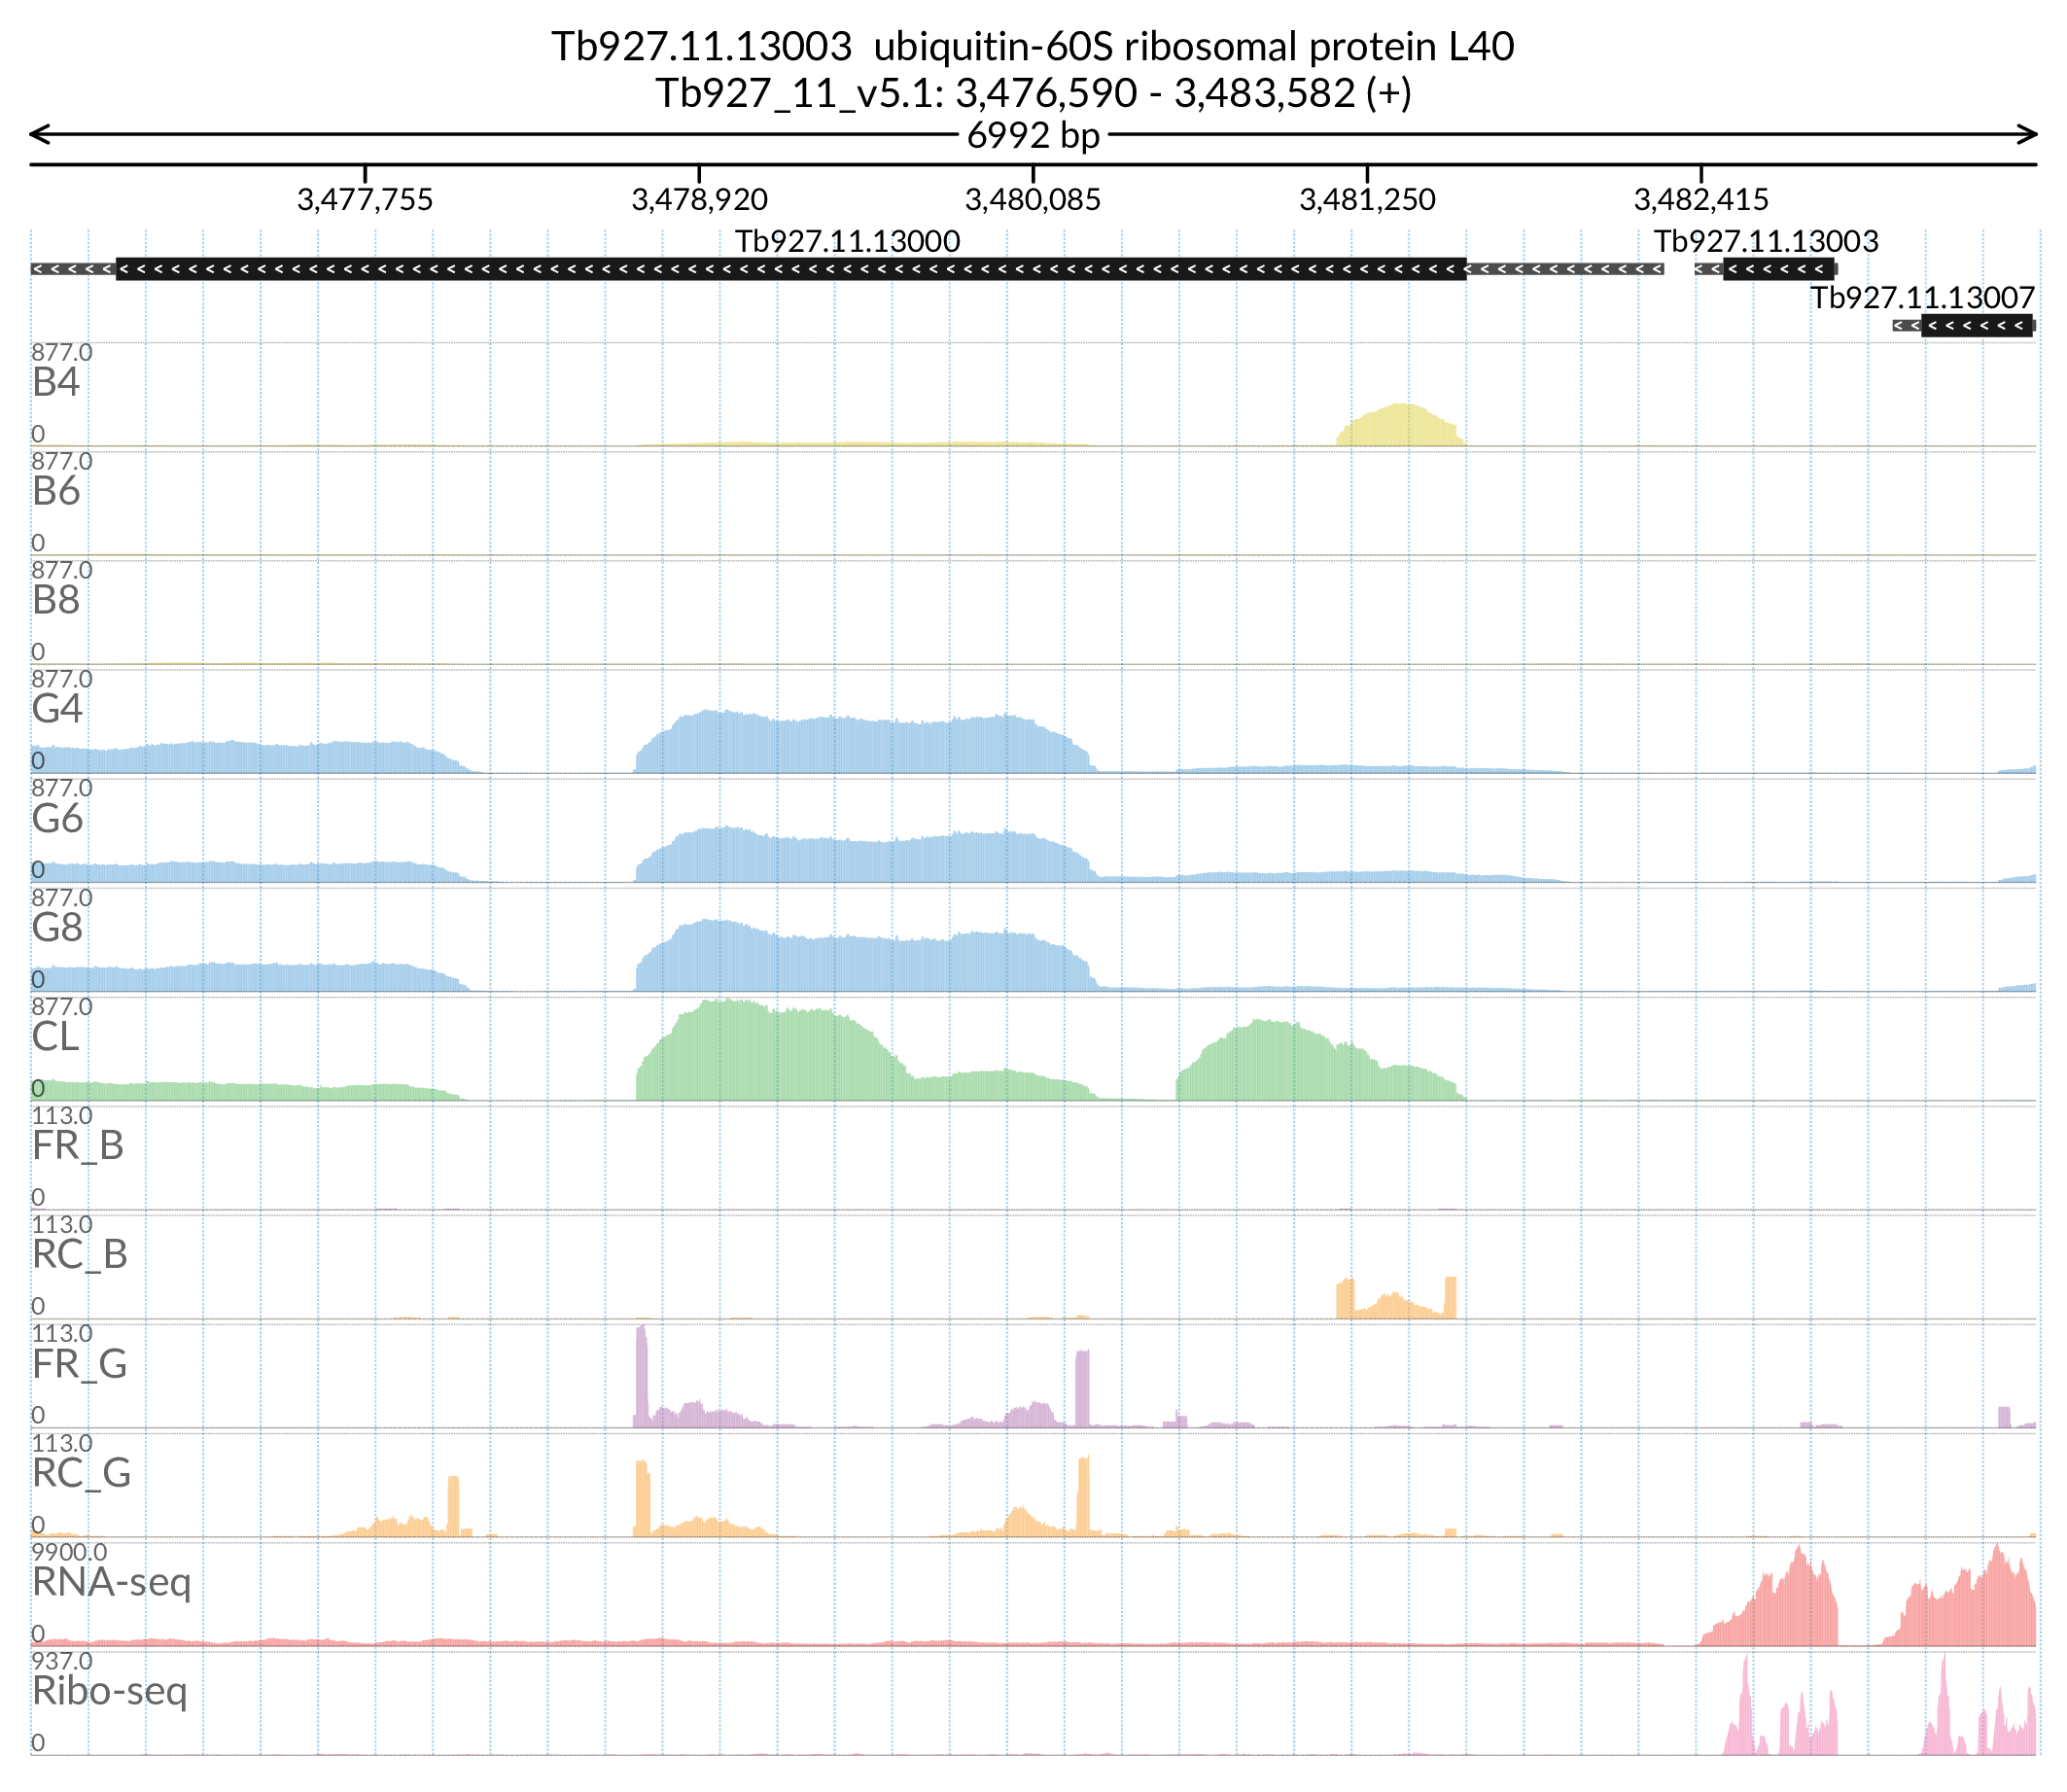 Tb927.11.13003  ubiquitin-60S ribosomal protein L40
Tb927_11_v5.1: 3,476,590 - 3,483,582 (+)
6992 bp
3,477,755 3,478,920 3,480,085 3,481,250 3,482,415
Tb927.11.13000 Tb927.11.13003
Tb927.11.13007
877.0
B4
0
877.0
B6
0
877.0
B8
0
877.0
G4
0
877.0
G6
0
877.0
G8
0
877.0
CL
0
113.0
FR_B
0
113.0
RC_B
0
113.0
FR_G
0
113.0
RC_G
0
9900.0
RNA-seq
0
937.0
Ribo-seq
0